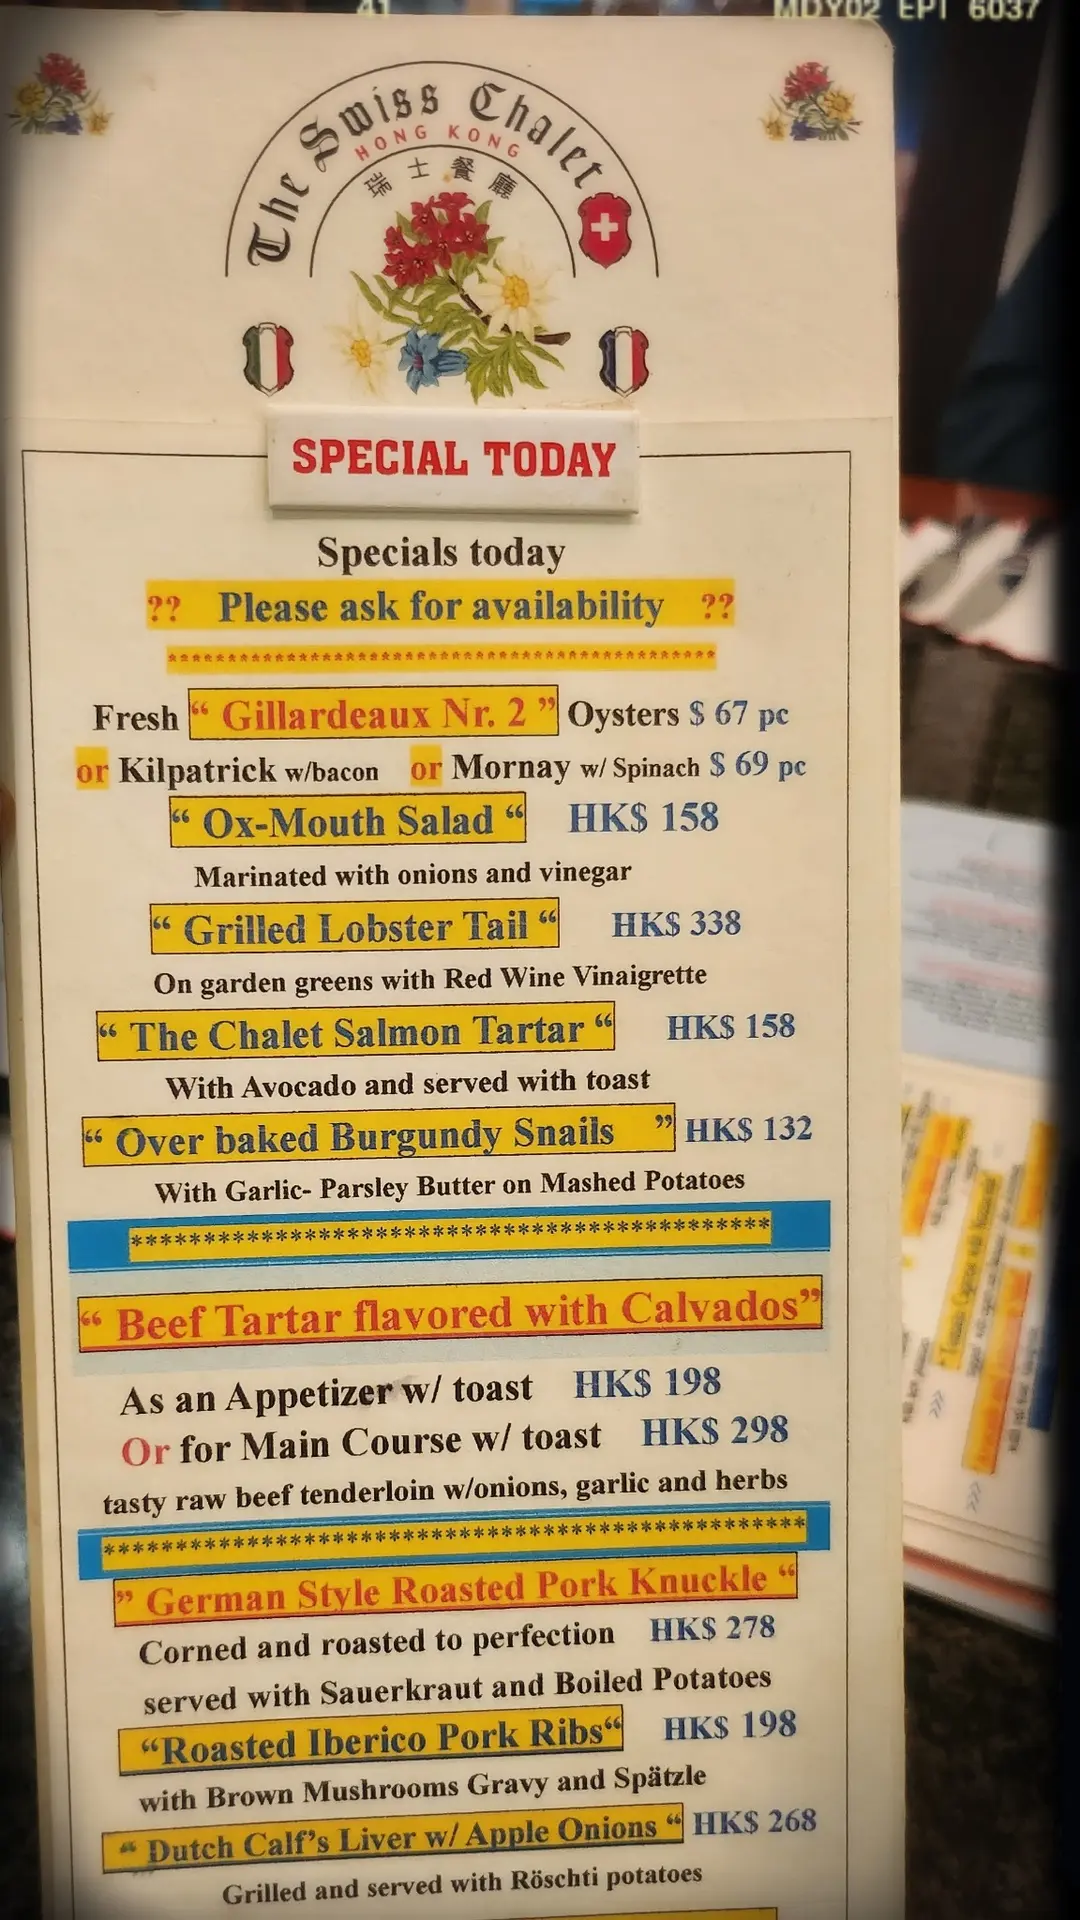 41
MDY02 EPI 6037
The Swiss Chalet
HONG KONG
瑞士餐廳
SPECIAL TODAY
Specials today
?? Please ask for availability ??
**********************************************
Fresh “ Gillardeaux Nr. 2 ” Oysters $ 67 pc
or Kilpatrick w/bacon or Mornay w/ Spinach $ 69 pc
“ Ox-Mouth Salad “ HK$ 158
Marinated with onions and vinegar
“ Grilled Lobster Tail “ HK$ 338
On garden greens with Red Wine Vinaigrette
“ The Chalet Salmon Tartar “ HK$ 158
With Avocado and served with toast
“ Over baked Burgundy Snails ” HK$ 132
With Garlic- Parsley Butter on Mashed Potatoes
********************************************
“ Beef Tartar flavored with Calvados”
As an Appetizer w/ toast HK$ 198
Or for Main Course w/ toast HK$ 298
tasty raw beef tenderloin w/onions, garlic and herbs
************************************************
” German Style Roasted Pork Knuckle “
Corned and roasted to perfection HK$ 278
served with Sauerkraut and Boiled Potatoes
“Roasted Iberico Pork Ribs“ HK$ 198
with Brown Mushrooms Gravy and Spätzle
“ Dutch Calf’s Liver w/ Apple Onions “ HK$ 268
Grilled and served with Röschti potatoes